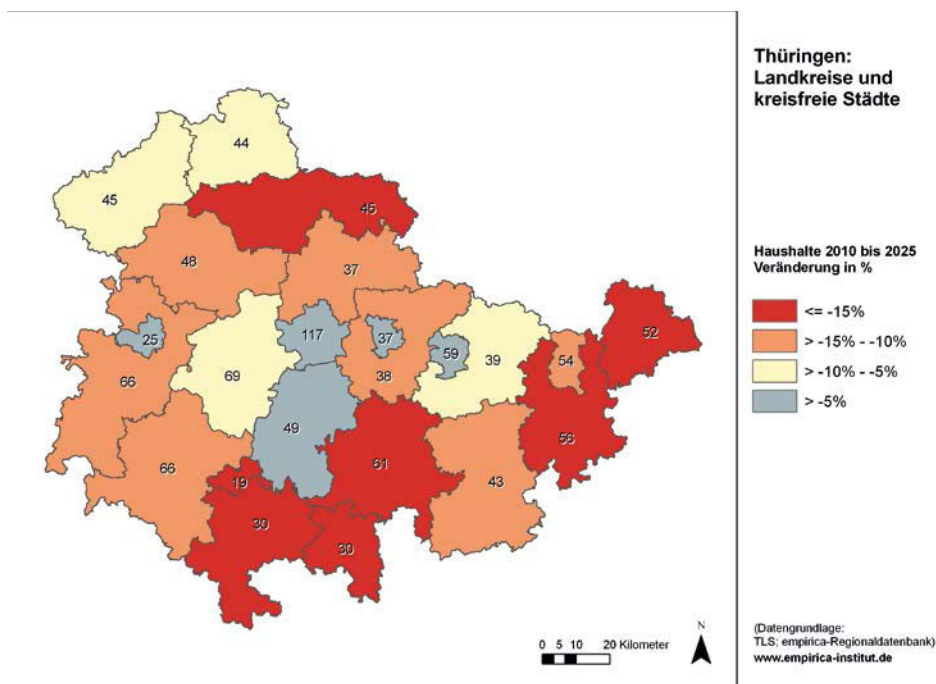 Thüringen:
Landkreise und
kreisfreie Städte
44
45
45
48
37
25
117
37
59
39
54
52
66
69
38
49
56
66
61
43
19
30
30
Haushalte 2010 bis 2025
Veränderung in %
<= -15%
> -15% - -10%
> -10% - -5%
> -5%
N
0 5 10 20 Kilometer
(Datengrundlage:
TLS; empirica-Regionaldatenbank)
www.empirica-institut.de